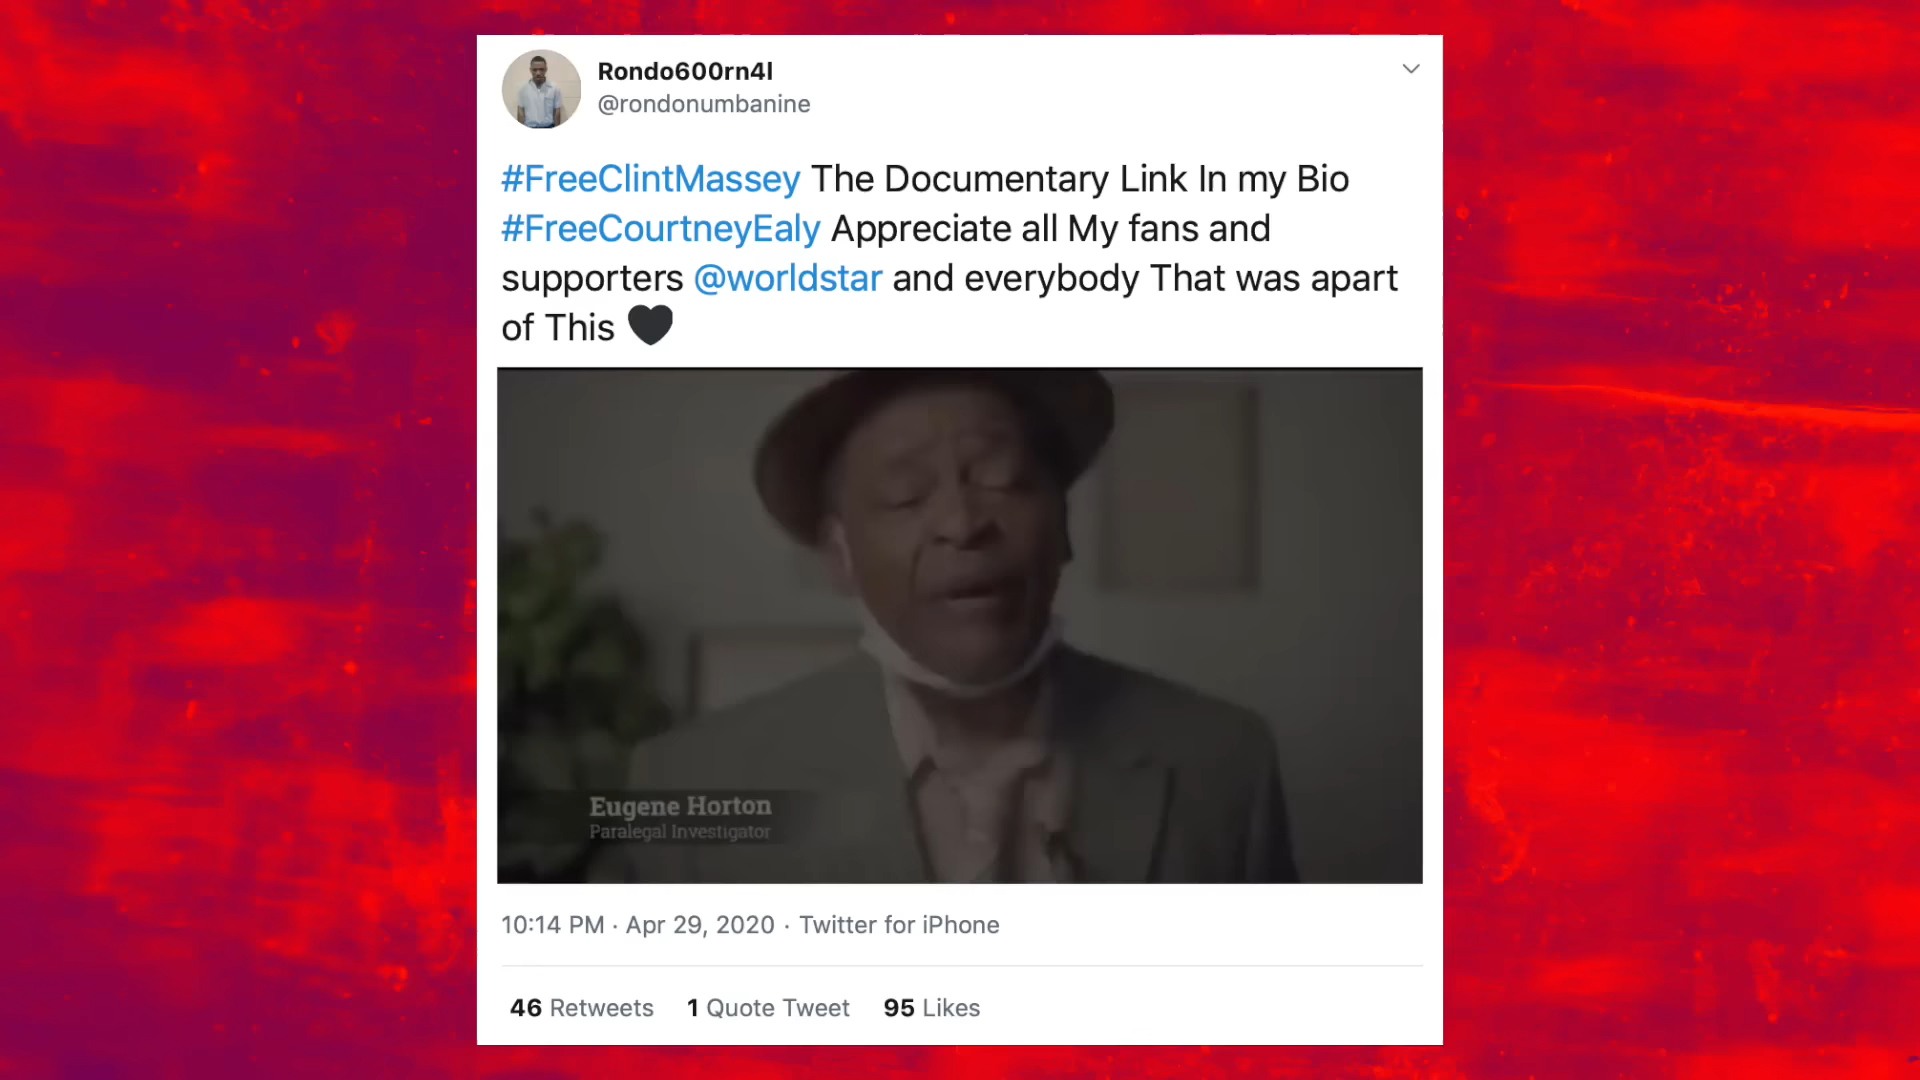 Rondo600rn4l
@rondonumbanine
#FreeClintMassey The Documentary Link In my Bio
#FreeCourtneyEaly Appreciate all My fans and
supporters @worldstar and everybody That was apart
of This 🖤
Eugene Horton
Paralegal Investigator
10:14 PM · Apr 29, 2020 · Twitter for iPhone
46 Retweets 1 Quote Tweet 95 Likes